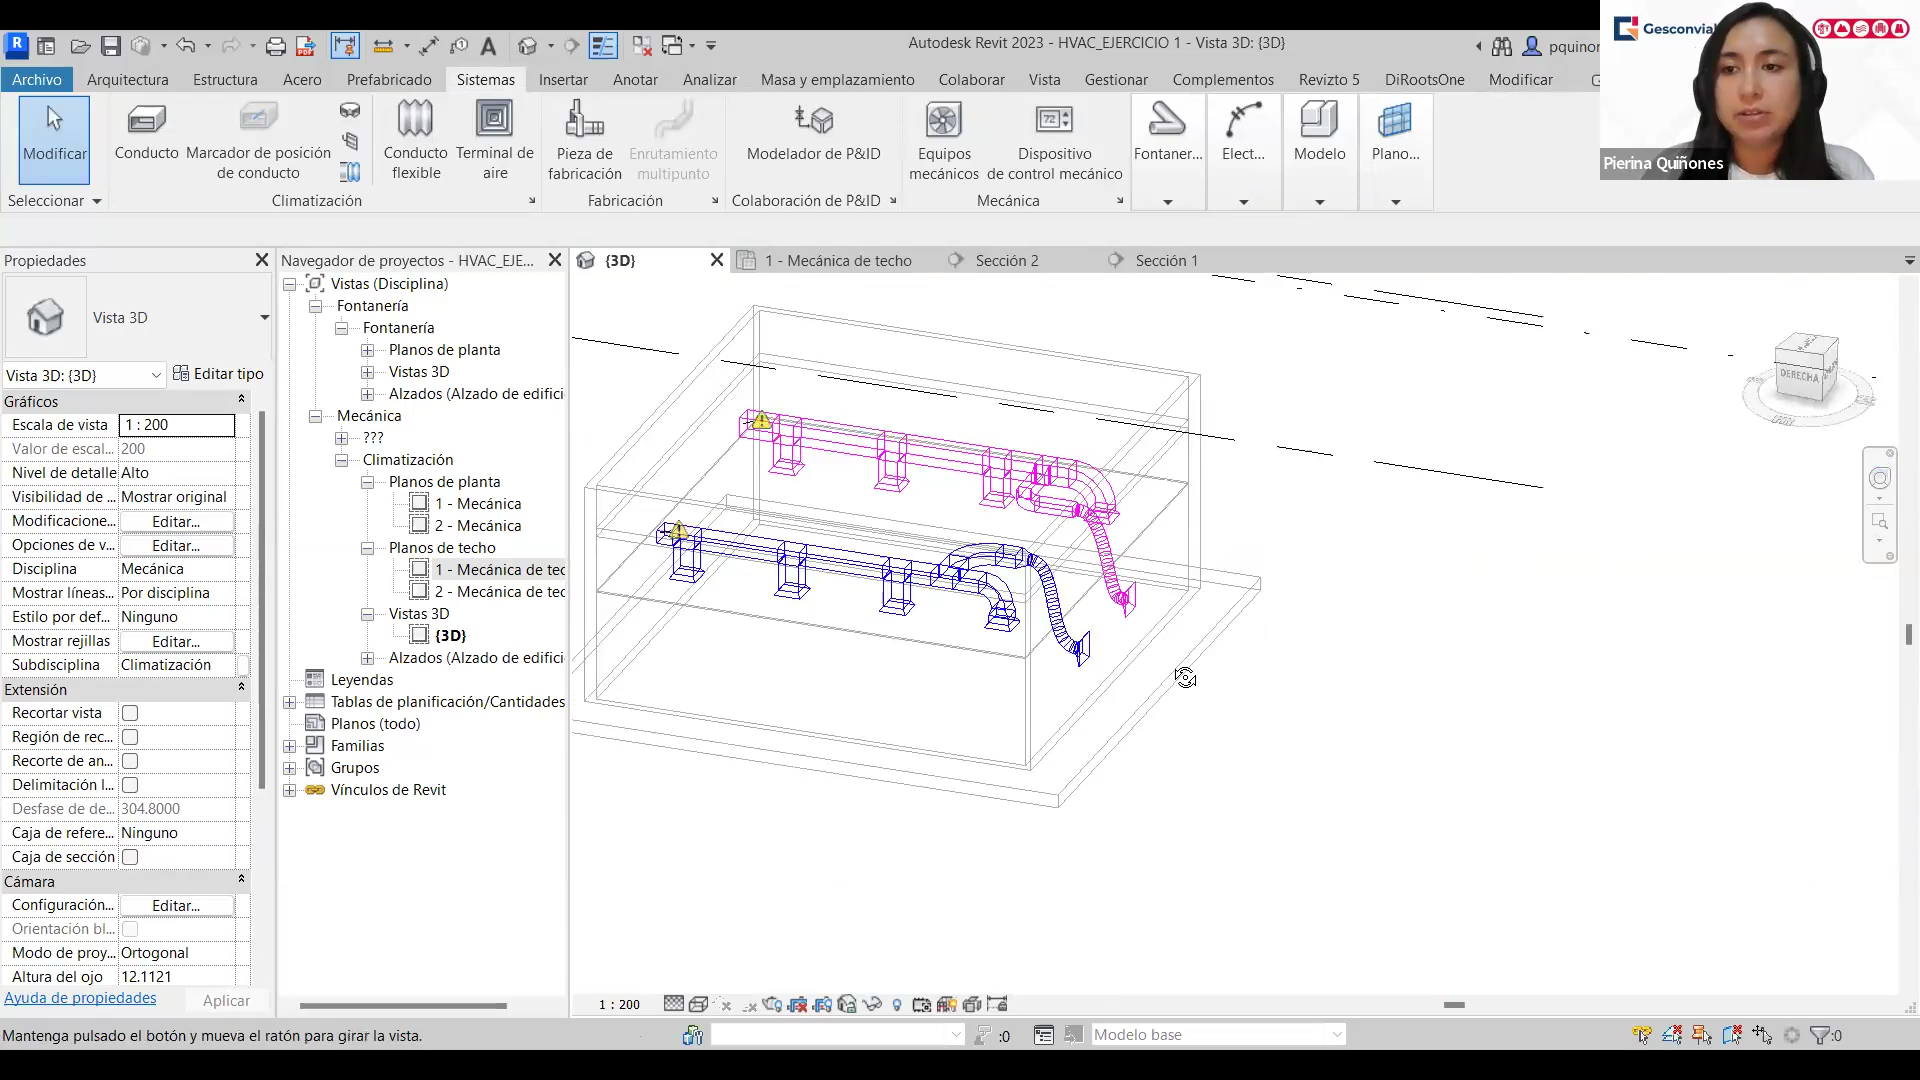 Autodesk Revit 2023 - HVAC_EJERCICIO 1 - Vista 3D: {3D}
pquinor
Gesconvial
Pierina Quiñones
Archivo Arquitectura Estructura Acero Prefabricado Sistemas Insertar Anotar Analizar Masa y emplazamiento Colaborar Vista Gestionar Complementos Revizto 5 DiRootsOne Modificar
Modificar
Conducto
Marcador de posición
de conducto
Conducto
flexible
Terminal de
aire
Pieza de
fabricación
Enrutamiento
multipunto
Modelador de P&ID
Equipos
mecánicos
72
Dispositivo
de control mecánico
Fontaner...
Elect...
Modelo
Plano...
Seleccionar
Climatización
Fabricación
Colaboración de P&ID
Mecánica
Propiedades
Vista 3D
Vista 3D: {3D}
Editar tipo
Gráficos
Escala de vista 1 : 200
Valor de escal... 200
Nivel de detalle Alto
Visibilidad de ... Mostrar original
Modificacione... Editar...
Opciones de v... Editar...
Disciplina Mecánica
Mostrar líneas... Por disciplina
Estilo por def... Ninguno
Mostrar rejillas Editar...
Subdisciplina Climatización
Extensión
Recortar vista
Región de rec...
Recorte de an...
Delimitación l...
Desfase de de... 304.8000
Caja de refere... Ninguno
Caja de sección
Cámara
Configuración... Editar...
Orientación bl...
Modo de proy... Ortogonal
Altura del ojo 12.1121
Ayuda de propiedades
Aplicar
Navegador de proyectos - HVAC_EJE...
Vistas (Disciplina)
Fontanería
Fontanería
Planos de planta
Vistas 3D
Alzados (Alzado de edifici
Mecánica
???
Climatización
Planos de planta
1 - Mecánica
2 - Mecánica
Planos de techo
1 - Mecánica de tec
2 - Mecánica de tec
Vistas 3D
{3D}
Alzados (Alzado de edifici
Leyendas
Tablas de planificación/Cantidades
Planos (todo)
Familias
Grupos
Vínculos de Revit
{3D}
1 - Mecánica de techo
Sección 2
Sección 1
DERECHA
1 : 200
Mantenga pulsado el botón y mueva el ratón para girar la vista.
:0
Modelo base
:0